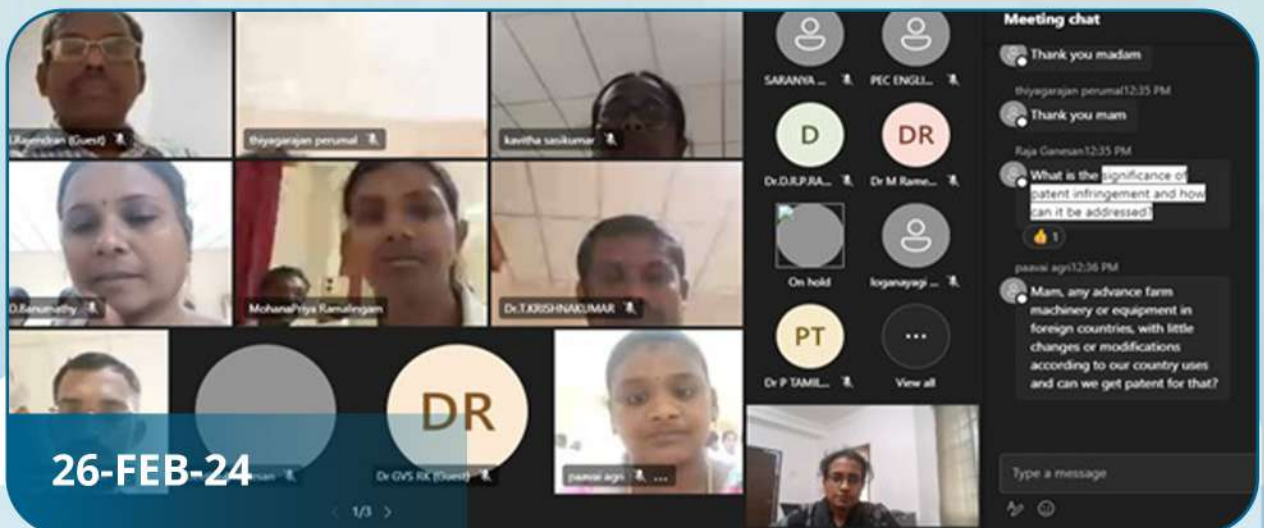 Rajendran (Guest)
thiyagarajan perumal
kavitha sasikumar
D.Banumathy
MohanaPriya Ramalingam
Dr.T.KRISHNAKUMAR
DR
Dr GVS RK (Guest)
paavai agri
...
26-FEB-24
1/3
SARANYA ...
PEC ENGLI...
D
DR
Dr.D.R.P.RA...
Dr M Rame...
On hold
loganayagi ...
PT
Dr P TAMIL...
...
View all
Meeting chat
Thank you madam
thiyagarajan perumal12:35 PM
Thank you mam
Raja Ganesan12:35 PM
What is the significance of
patent infringement and how
can it be addressed?
👍 1
paavai agri12:36 PM
Mam, any advance farm
machinery or equipment in
foreign countries, with little
changes or modifications
according to our country uses
and can we get patent for that?
Type a message